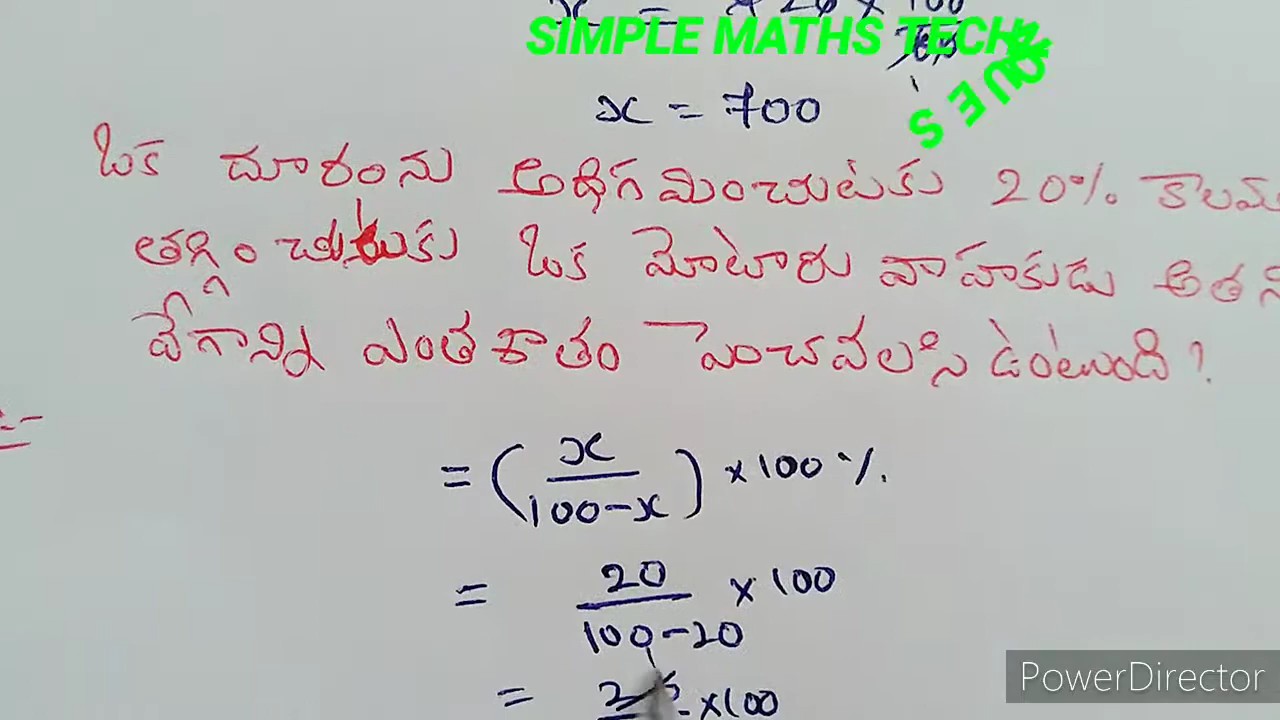 SIMPLE MATHS TECH
QUES
x = 700
ఒక దూరంను అధిగమించుటకు 20% కాలమ
తగ్గించుటకు ఒక మోటారు వాహకుడు అతని
వేగాన్ని ఎంత శాతం పెంచవలసి ఉంటుంది?
= (x/(100-x)) × 100 %.
= 20/(100-20) × 100
= × 100
PowerDirector